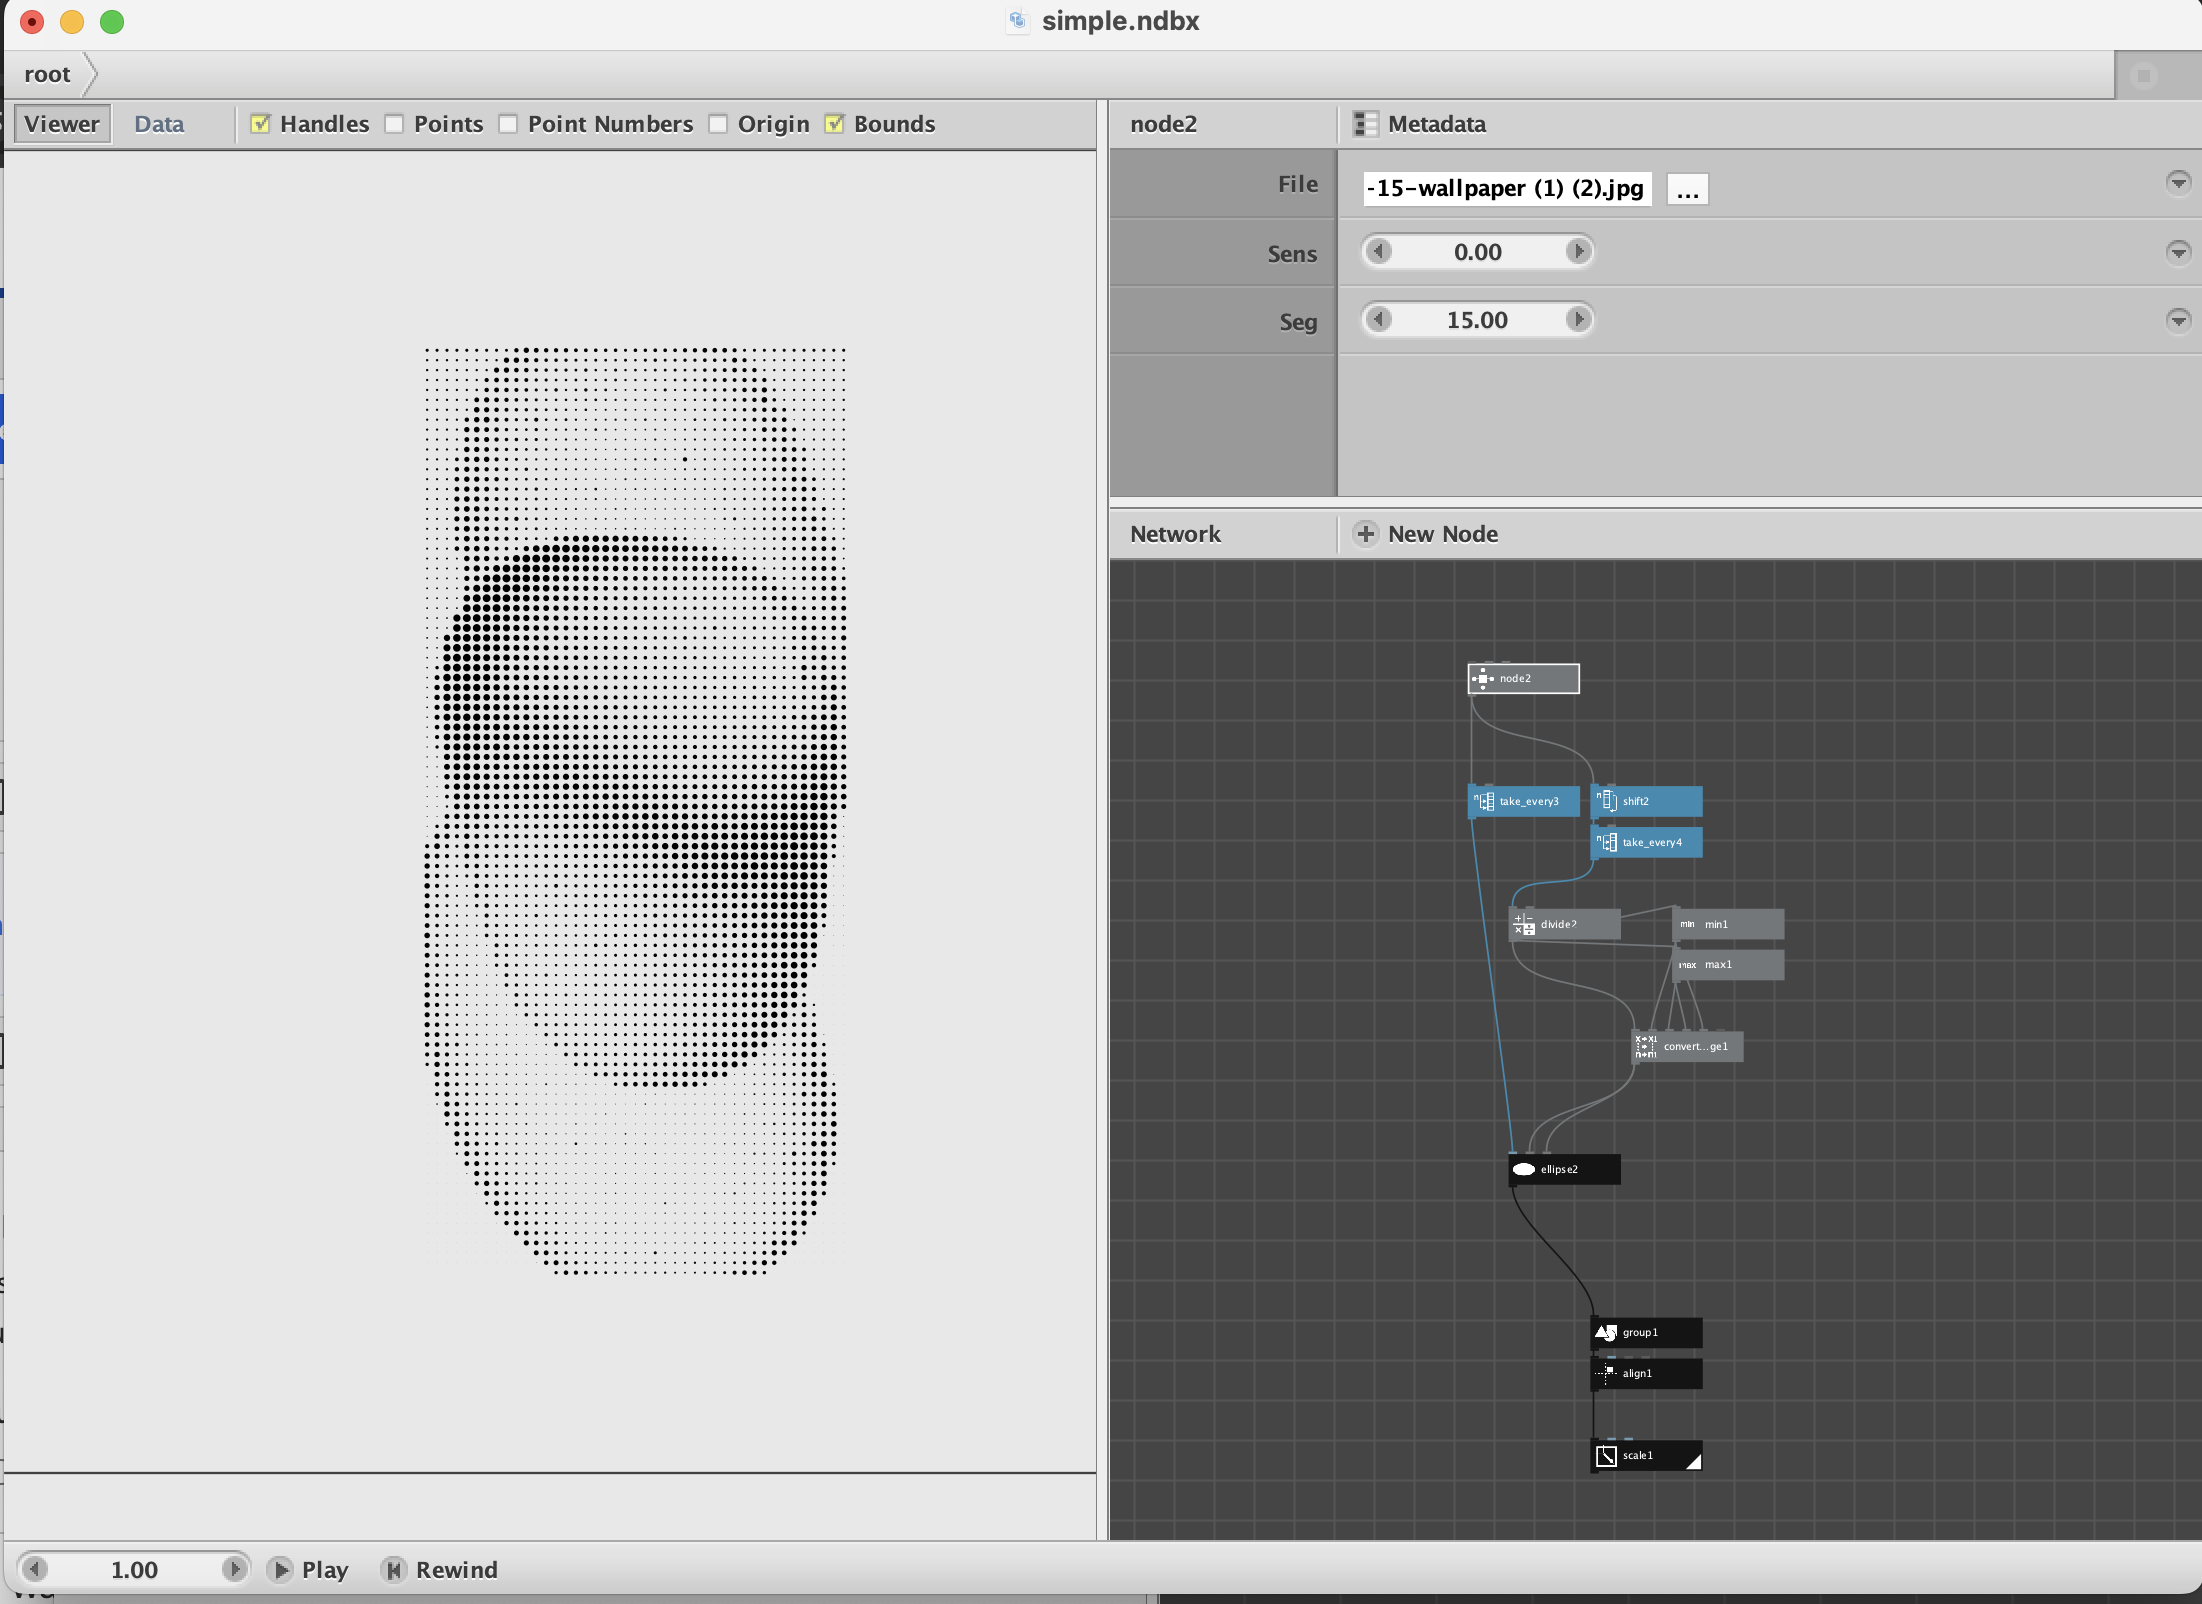 simple.ndbx
root
Viewer Data Handles Points Point Numbers Origin Bounds
node2 Metadata
File -15-wallpaper (1) (2).jpg ...
Sens 0.00
Seg 15.00
Network + New Node
node2
take_every3 shift2
take_every4
divide2 min min1
max max1
convert...ge1
ellipse2
group1
align1
scale1
1.00 Play Rewind